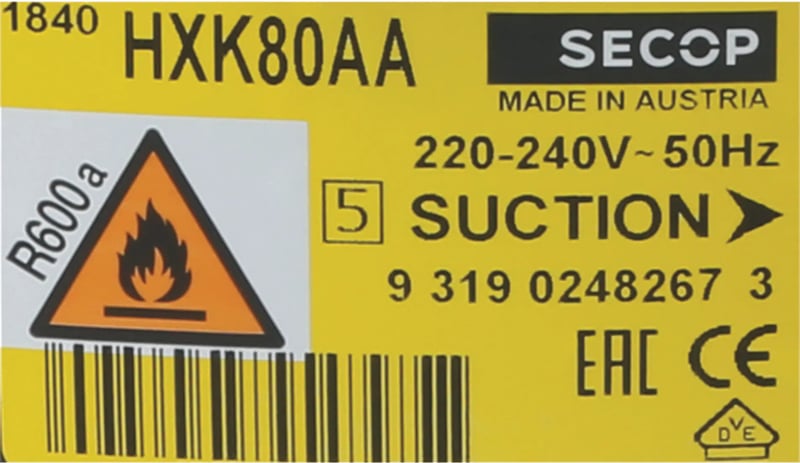 1840 HXK80AA
SECOP
MADE IN AUSTRIA
220-240V~50Hz
R600a
5 SUCTION
9 319 0248267 3
EAC CE
DVE